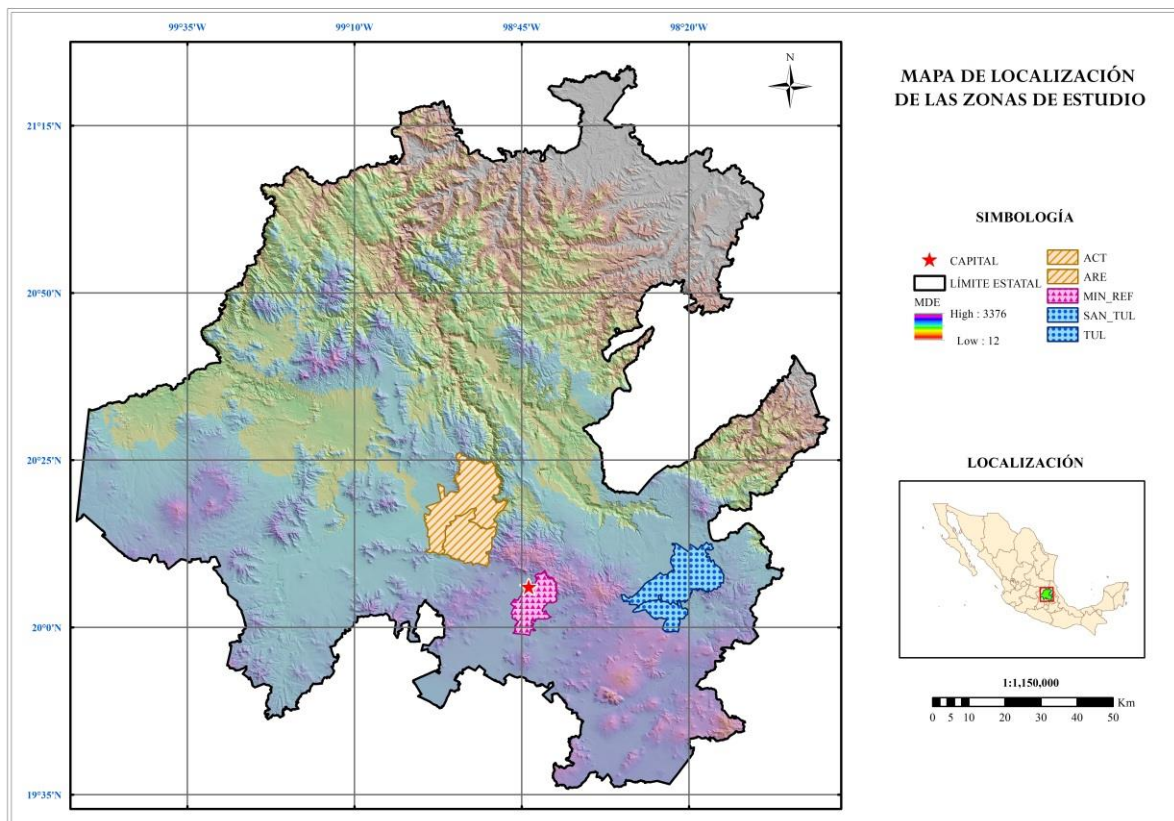 99°35'W
99°10'W
98°45'W
98°20'W
21°15'N
20°50'N
20°25'N
20°0'N
19°35'N
N
MAPA DE LOCALIZACIÓN
DE LAS ZONAS DE ESTUDIO
SIMBOLOGÍA
CAPITAL
LÍMITE ESTATAL
MDE
High : 3376
Low : 12
ACT
ARE
MIN_REF
SAN_TUL
TUL
LOCALIZACIÓN
1:1,150,000
0 5 10 20 30 40 50 Km